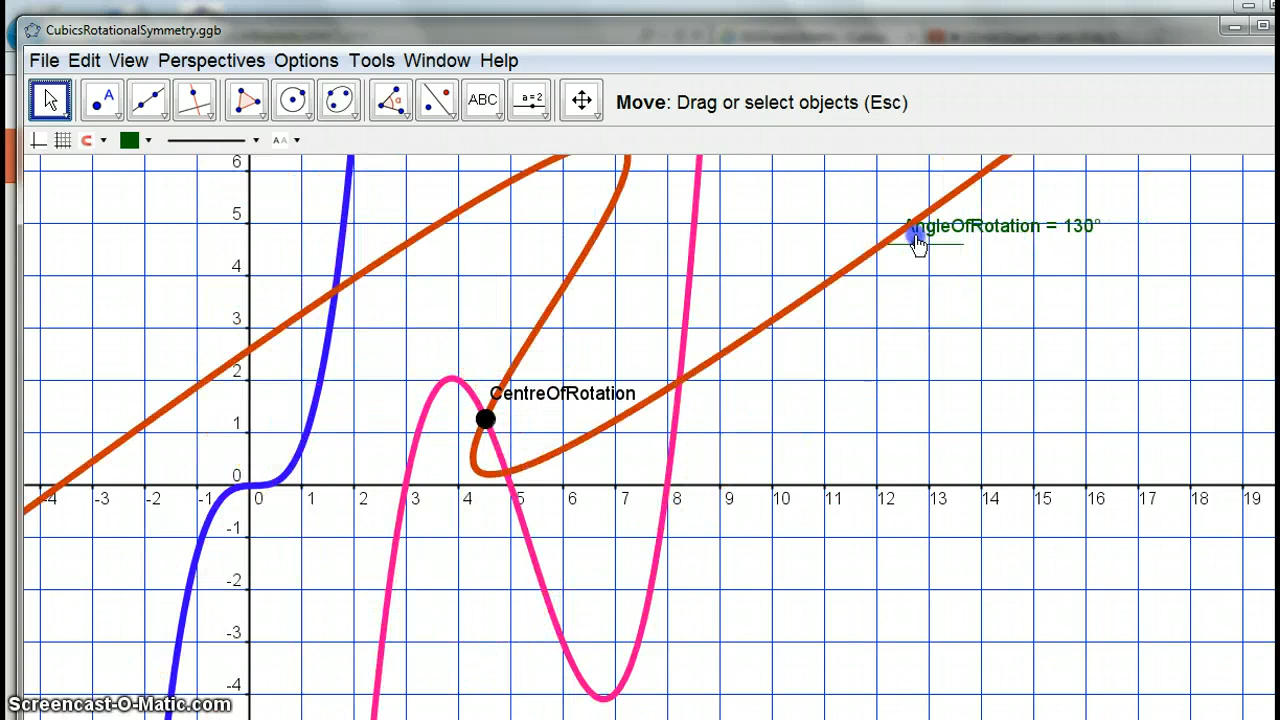 CubicsRotationalSymmetry.ggb
File Edit View Perspectives Options Tools Window Help
A ABC a=2 Move: Drag or select objects (Esc)
AA
6
5
AngleOfRotation = 130°
4
3
2
CentreOfRotation
1
0
-4 -3 -2 -1 0 1 2 3 4 5 6 7 8 9 10 11 12 13 14 15 16 17 18 19
-1
-2
-3
-4
Screencast-O-Matic.com